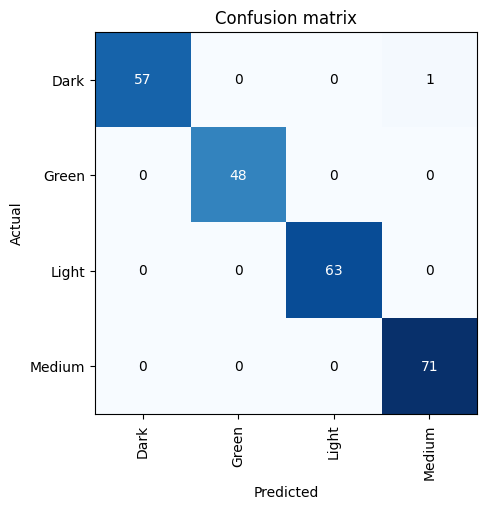 Confusion matrix
Dark 57 0 0 1
Green 0 48 0 0
Light 0 0 63 0
Medium 0 0 0 71
Actual
Dark Green Light Medium
Predicted